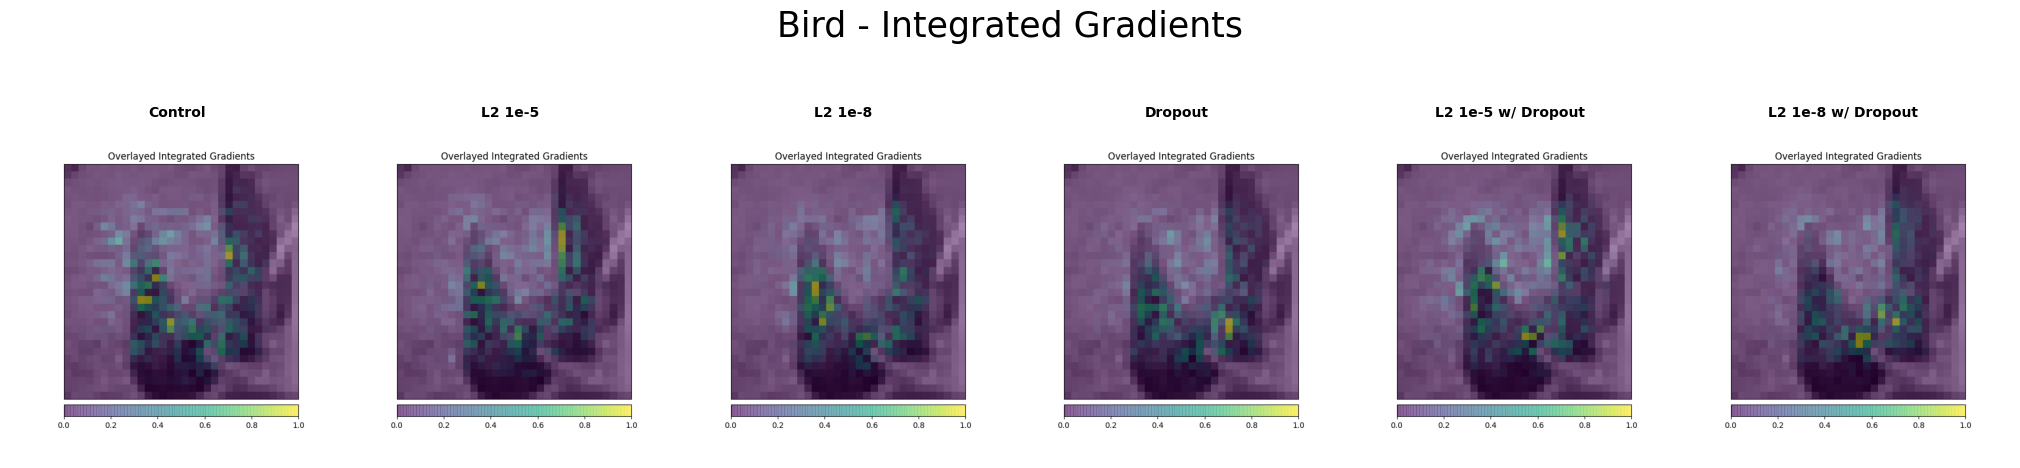 Bird - Integrated Gradients
Control L2 1e-5 L2 1e-8 Dropout L2 1e-5 w/ Dropout L2 1e-8 w/ Dropout
Overlayed Integrated Gradients Overlayed Integrated Gradients Overlayed Integrated Gradients Overlayed Integrated Gradients Overlayed Integrated Gradients Overlayed Integrated Gradients
0.0 0.2 0.4 0.6 0.8 1.0 0.0 0.2 0.4 0.6 0.8 1.0 0.0 0.2 0.4 0.6 0.8 1.0 0.0 0.2 0.4 0.6 0.8 1.0 0.0 0.2 0.4 0.6 0.8 1.0 0.0 0.2 0.4 0.6 0.8 1.0